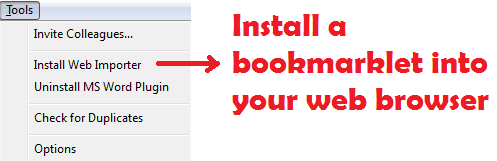 Tools
Invite Colleagues...
Install Web Importer
Uninstall MS Word Plugin
Check for Duplicates
Options
Install a
bookmarklet into
your web browser